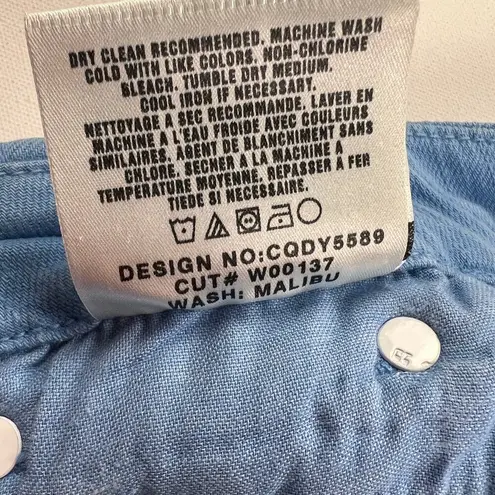 DRY CLEAN RECOMMENDED. MACHINE WASH
COLD WITH LIKE COLORS, NON-CHLORINE
BLEACH. TUMBLE DRY MEDIUM.
COOL IRON IF NECESSARY.
NETTOYAGE A SEC RECOMMANDE. LAVER EN
MACHINE A L'EAU FROIDE AVEC COULEURS
SIMILAIRES, AGENT DE BLANCHIMENT SANS
CHLORE, SECHER A LA MACHINE A
TEMPERATURE MOYENNE. REPASSER A FER
TIEDE SI NECESSAIRE.
DESIGN NO:CQDY5589
CUT# W00137
WASH: MALIBU